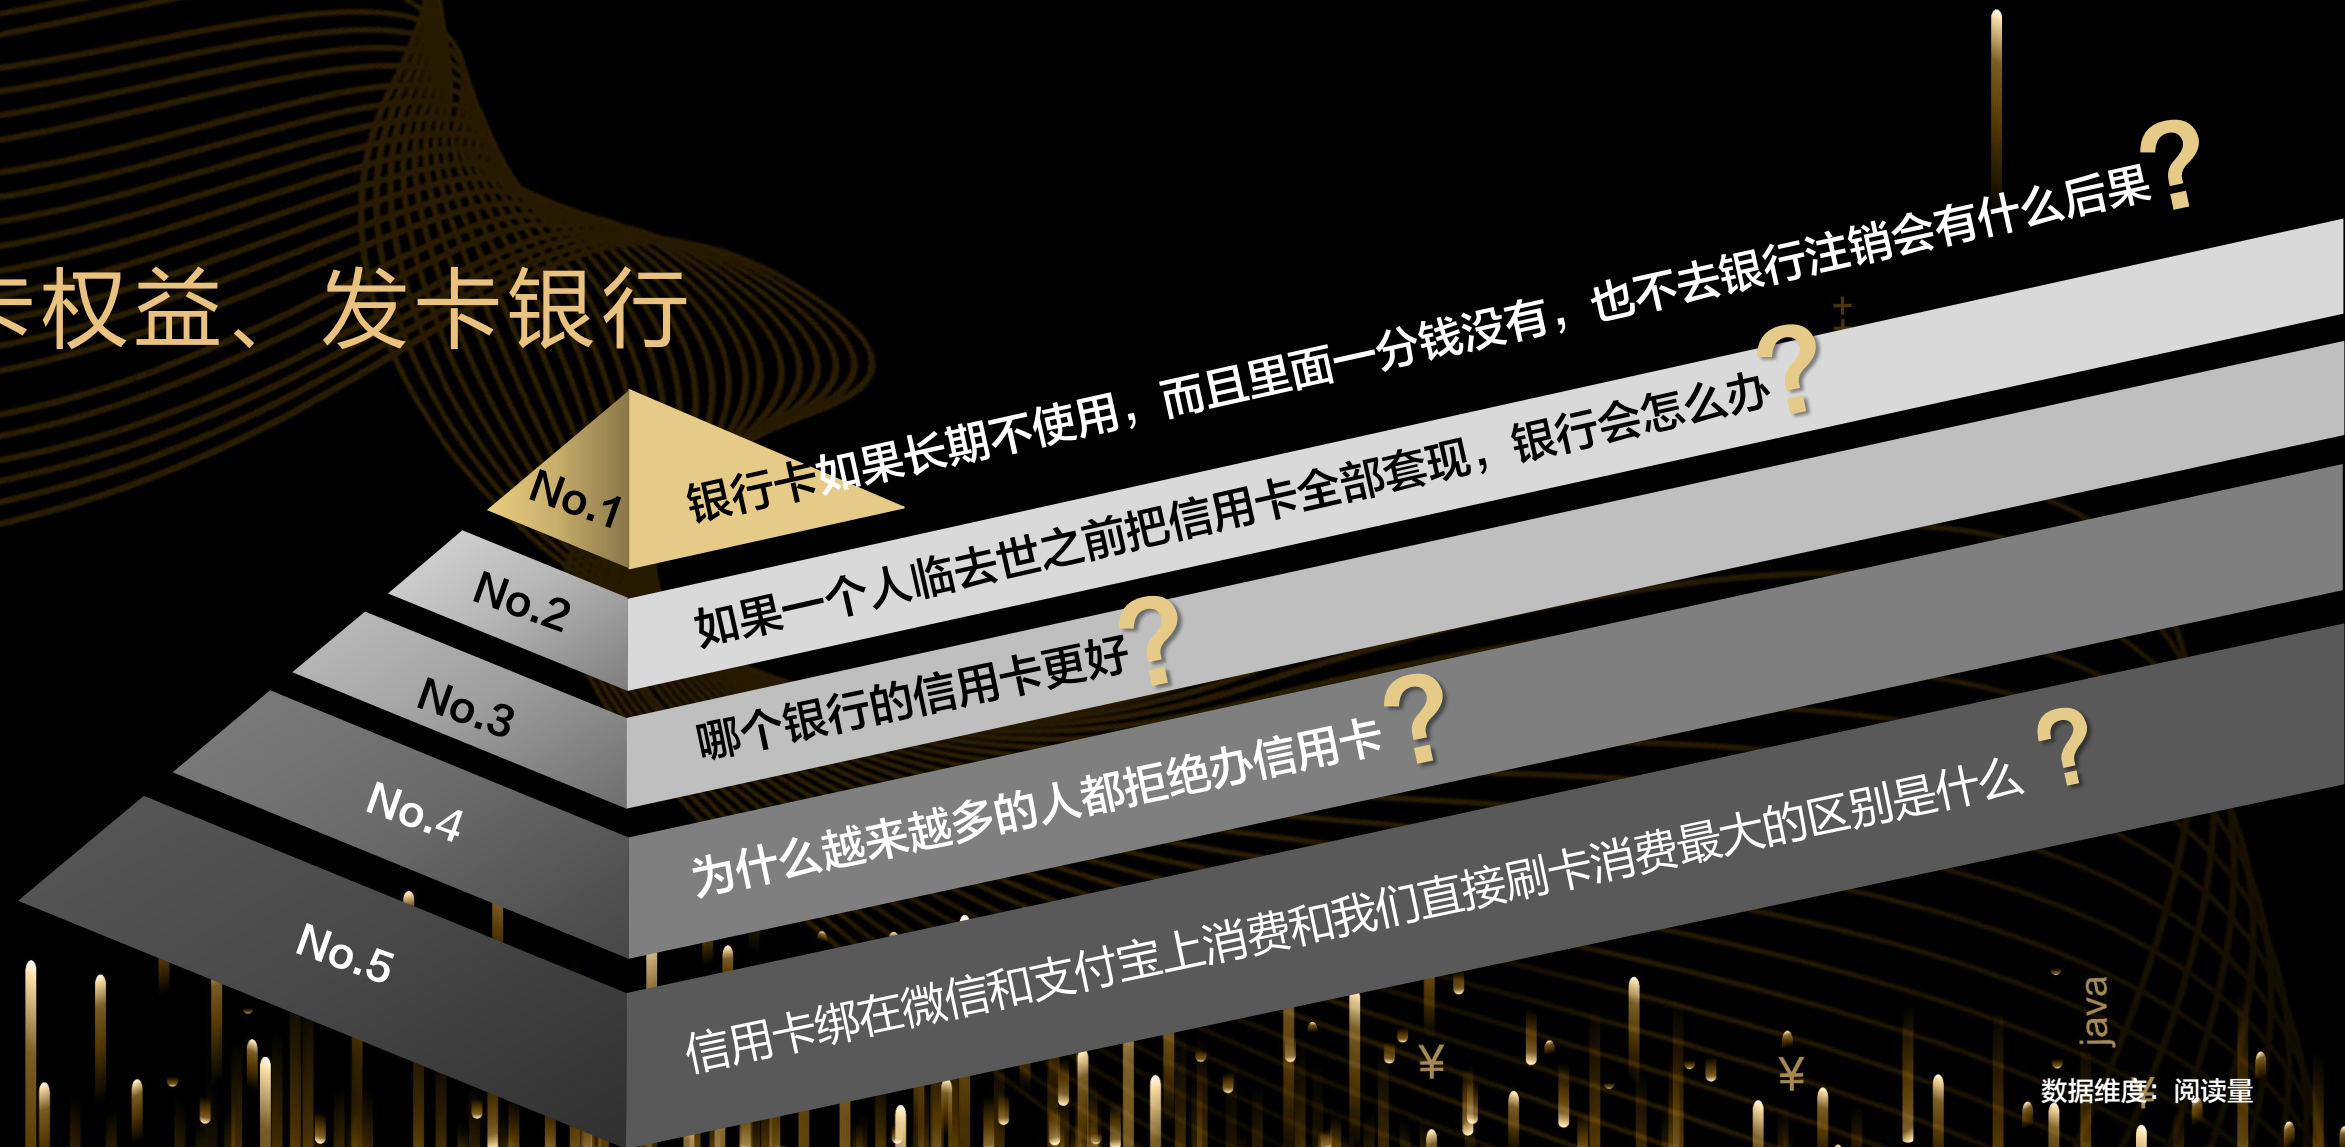 卡权益、发卡银行
No.1
银行卡如果长期不使用，而且里面一分钱没有，也不去银行注销会有什么后果？
No.2
如果一个人临去世之前把信用卡全部套现，银行会怎么办？
No.3
哪个银行的信用卡更好？
No.4
为什么越来越多的人都拒绝办信用卡？
No.5
信用卡绑在微信和支付宝上消费和我们直接刷卡消费最大的区别是什么？
java
¥
¥
¥
数据维度：阅读量